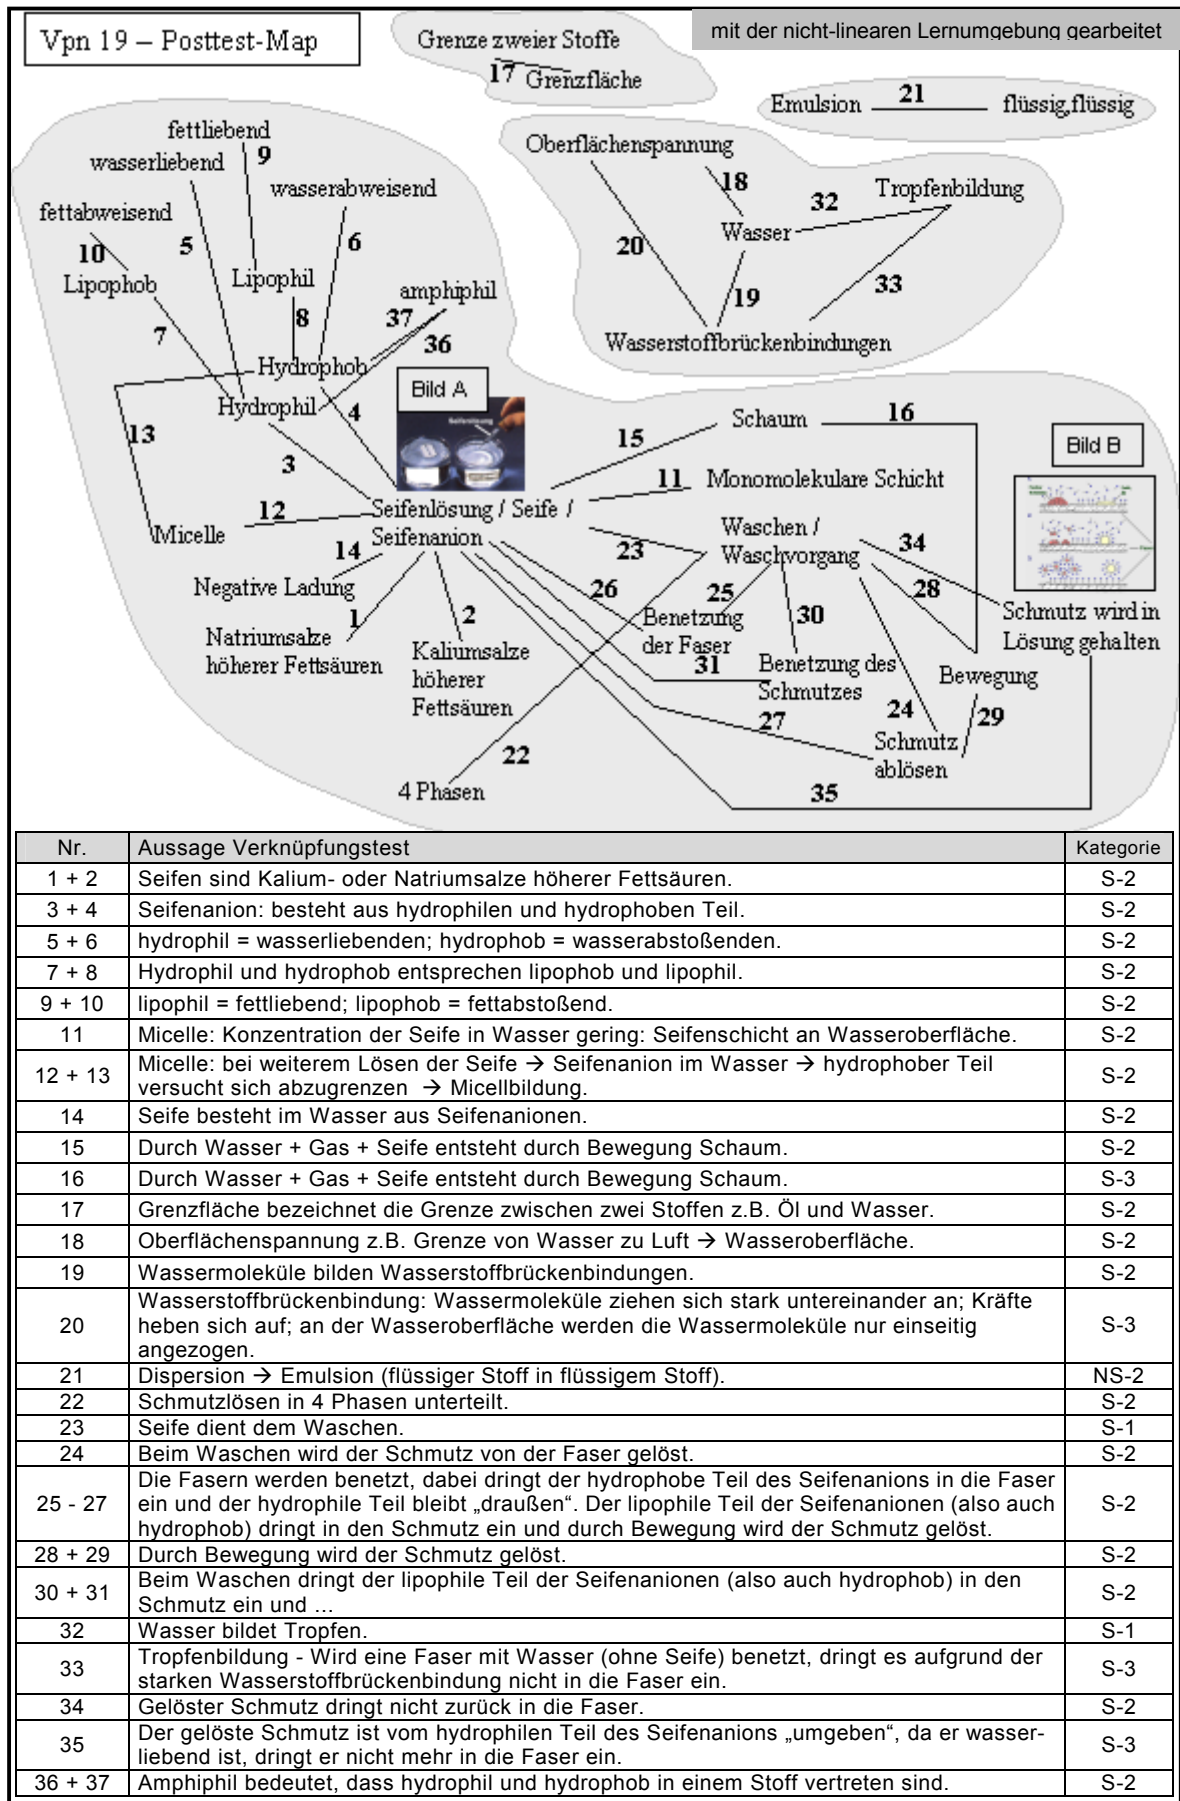 Vpn 19 – Posttest-Map
mit der nicht-linearen Lernumgebung gearbeitet
Grenze zweier Stoffe
17 Grenzfläche
Emulsion 21 flüssig,flüssig
fettliebend
9
wasserliebend
wasserabweisend
fettabweisend
10
5
6
Lipophob
Lipophil
amphiphil
7
8
37
36
Hydrophob
Hydrophil
4
13
3
Oberflächenspannung
18
32
Tropfenbildung
Wasser
20
19
33
Wasserstoffbrückenbindungen
Bild A
Seifenlösung
Schaum
16
15
Bild B
11
Monomolekulare Schicht
12
Seifenlösung / Seife /
Seifenanion
Micelle
14
23
Waschen /
Waschvorgang
34
Negative Ladung
26
25
28
1
2
30
Benetzung
der Faser
Schmutz wird in
Lösung gehalten
Natriumsalze
höherer Fettsäuren
Kaliumsalze
höherer
Fettsäuren
31
Benetzung des
Schmutzes
Bewegung
27
24
29
22
Schmutz
ablösen
4 Phasen
35
Nr. Aussage Verknüpfungstest Kategorie
1 + 2 Seifen sind Kalium- oder Natriumsalze höherer Fettsäuren. S-2
3 + 4 Seifenanion: besteht aus hydrophilen und hydrophoben Teil. S-2
5 + 6 hydrophil = wasserliebenden; hydrophob = wasserabstoßenden. S-2
7 + 8 Hydrophil und hydrophob entsprechen lipophob und lipophil. S-2
9 + 10 lipophil = fettliebend; lipophob = fettabstoßend. S-2
11 Micelle: Konzentration der Seife in Wasser gering: Seifenschicht an Wasseroberfläche. S-2
12 + 13 Micelle: bei weiterem Lösen der Seife → Seifenanion im Wasser → hydrophober Teil
versucht sich abzugrenzen → Micellbildung. S-2
14 Seife besteht im Wasser aus Seifenanionen. S-2
15 Durch Wasser + Gas + Seife entsteht durch Bewegung Schaum. S-2
16 Durch Wasser + Gas + Seife entsteht durch Bewegung Schaum. S-3
17 Grenzfläche bezeichnet die Grenze zwischen zwei Stoffen z.B. Öl und Wasser. S-2
18 Oberflächenspannung z.B. Grenze von Wasser zu Luft → Wasseroberfläche. S-2
19 Wassermoleküle bilden Wasserstoffbrückenbindungen. S-2
20 Wasserstoffbrückenbindung: Wassermoleküle ziehen sich stark untereinander an; Kräfte
heben sich auf; an der Wasseroberfläche werden die Wassermoleküle nur einseitig
angezogen. S-3
21 Dispersion → Emulsion (flüssiger Stoff in flüssigem Stoff). NS-2
22 Schmutzlösen in 4 Phasen unterteilt. S-2
23 Seife dient dem Waschen. S-1
24 Beim Waschen wird der Schmutz von der Faser gelöst. S-2
25 - 27 Die Fasern werden benetzt, dabei dringt der hydrophobe Teil des Seifenanions in die Faser
ein und der hydrophile Teil bleibt „draußen“. Der lipophile Teil der Seifenanionen (also auch
hydrophob) dringt in den Schmutz ein und durch Bewegung wird der Schmutz gelöst. S-2
28 + 29 Durch Bewegung wird der Schmutz gelöst. S-2
30 + 31 Beim Waschen dringt der lipophile Teil der Seifenanionen (also auch hydrophob) in den
Schmutz ein und ... S-2
32 Wasser bildet Tropfen. S-1
33 Tropfenbildung - Wird eine Faser mit Wasser (ohne Seife) benetzt, dringt es aufgrund der
starken Wasserstoffbrückenbindung nicht in die Faser ein. S-3
34 Gelöster Schmutz dringt nicht zurück in die Faser. S-2
35 Der gelöste Schmutz ist vom hydrophilen Teil des Seifenanions „umgeben“, da er wasser-
liebend ist, dringt er nicht mehr in die Faser ein. S-3
36 + 37 Amphiphil bedeutet, dass hydrophil und hydrophob in einem Stoff vertreten sind. S-2